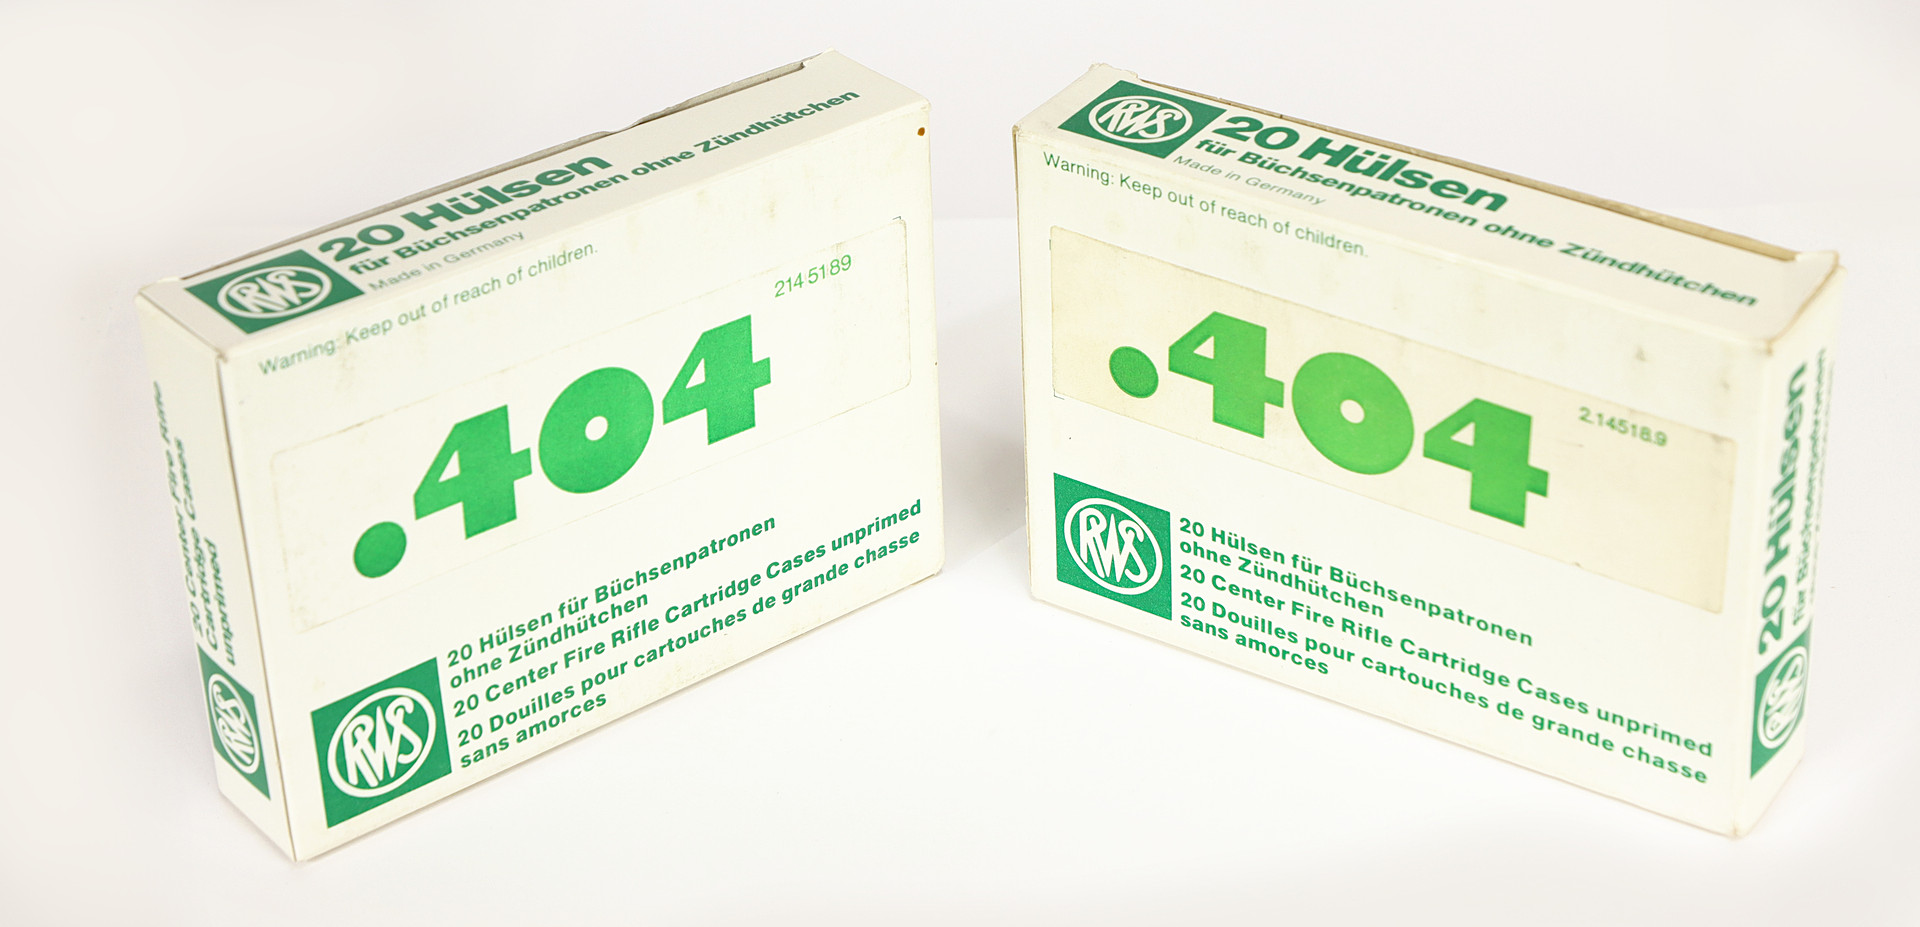 RWS
20 Hülsen
für Büchsenpatronen ohne Zündhütchen
Made in Germany
Warning: Keep out of reach of children.
214 51 89
.404
RWS
20 Hülsen für Büchsenpatronen
ohne Zündhütchen
20 Center Fire Rifle Cartridge Cases unprimed
20 Douilles pour cartouches de grande chasse
sans amorces
20 Center Fire Rifle
Cartridge Cases
unprimed
RWS
RWS
20 Hülsen
für Büchsenpatronen ohne Zündhütchen
Made in Germany
Warning: Keep out of reach of children.
.404
2.14518.9
RWS
20 Hülsen für Büchsenpatronen
ohne Zündhütchen
20 Center Fire Rifle Cartridge Cases unprimed
20 Douilles pour cartouches de grande chasse
sans amorces
20 Hülsen
für Büchsenpatronen
RWS